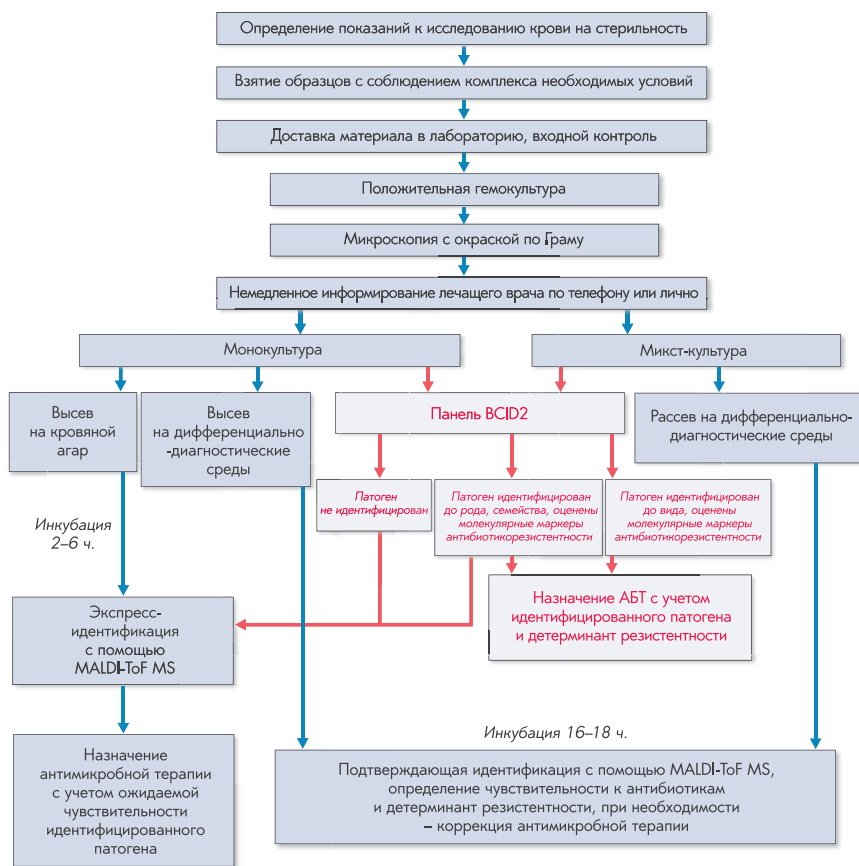 Определение показаний к исследованию крови на стерильность
Взятие образцов с соблюдением комплекса необходимых условий
Доставка материала в лабораторию, входной контроль
Положительная гемокультура
Микроскопия с окраской по Граму
Немедленное информирование лечащего врача по телефону или лично
Монокультура
Микст-культура
Высев
на кровяной
агар
Высев
на дифференциально
-диагностические
среды
Панель BCID2
Рассев на дифференциально-
диагностические среды
Патоген
не идентифицирован
Патоген идентифицирован
до рода, семейства, оценены
молекулярные маркеры
антибиотикорезистентности
Патоген идентифицирован
до вида, оценены
молекулярные маркеры
антибиотикорезистентности
Инкубация
2–6 ч.
Назначение АБТ с учетом
идентифицированного патогена
и детерминант резистентности
Экспресс-
идентификация
с помощью
MALDI-ToF MS
Инкубация 16–18 ч.
Назначение
антимикробной терапии
с учетом ожидаемой
чувствительности
идентифицированного
патогена
Подтверждающая идентификация с помощью MALDI-ToF MS,
определение чувствительности к антибиотикам
и детерминант резистентности, при необходимости
– коррекция антимикробной терапии